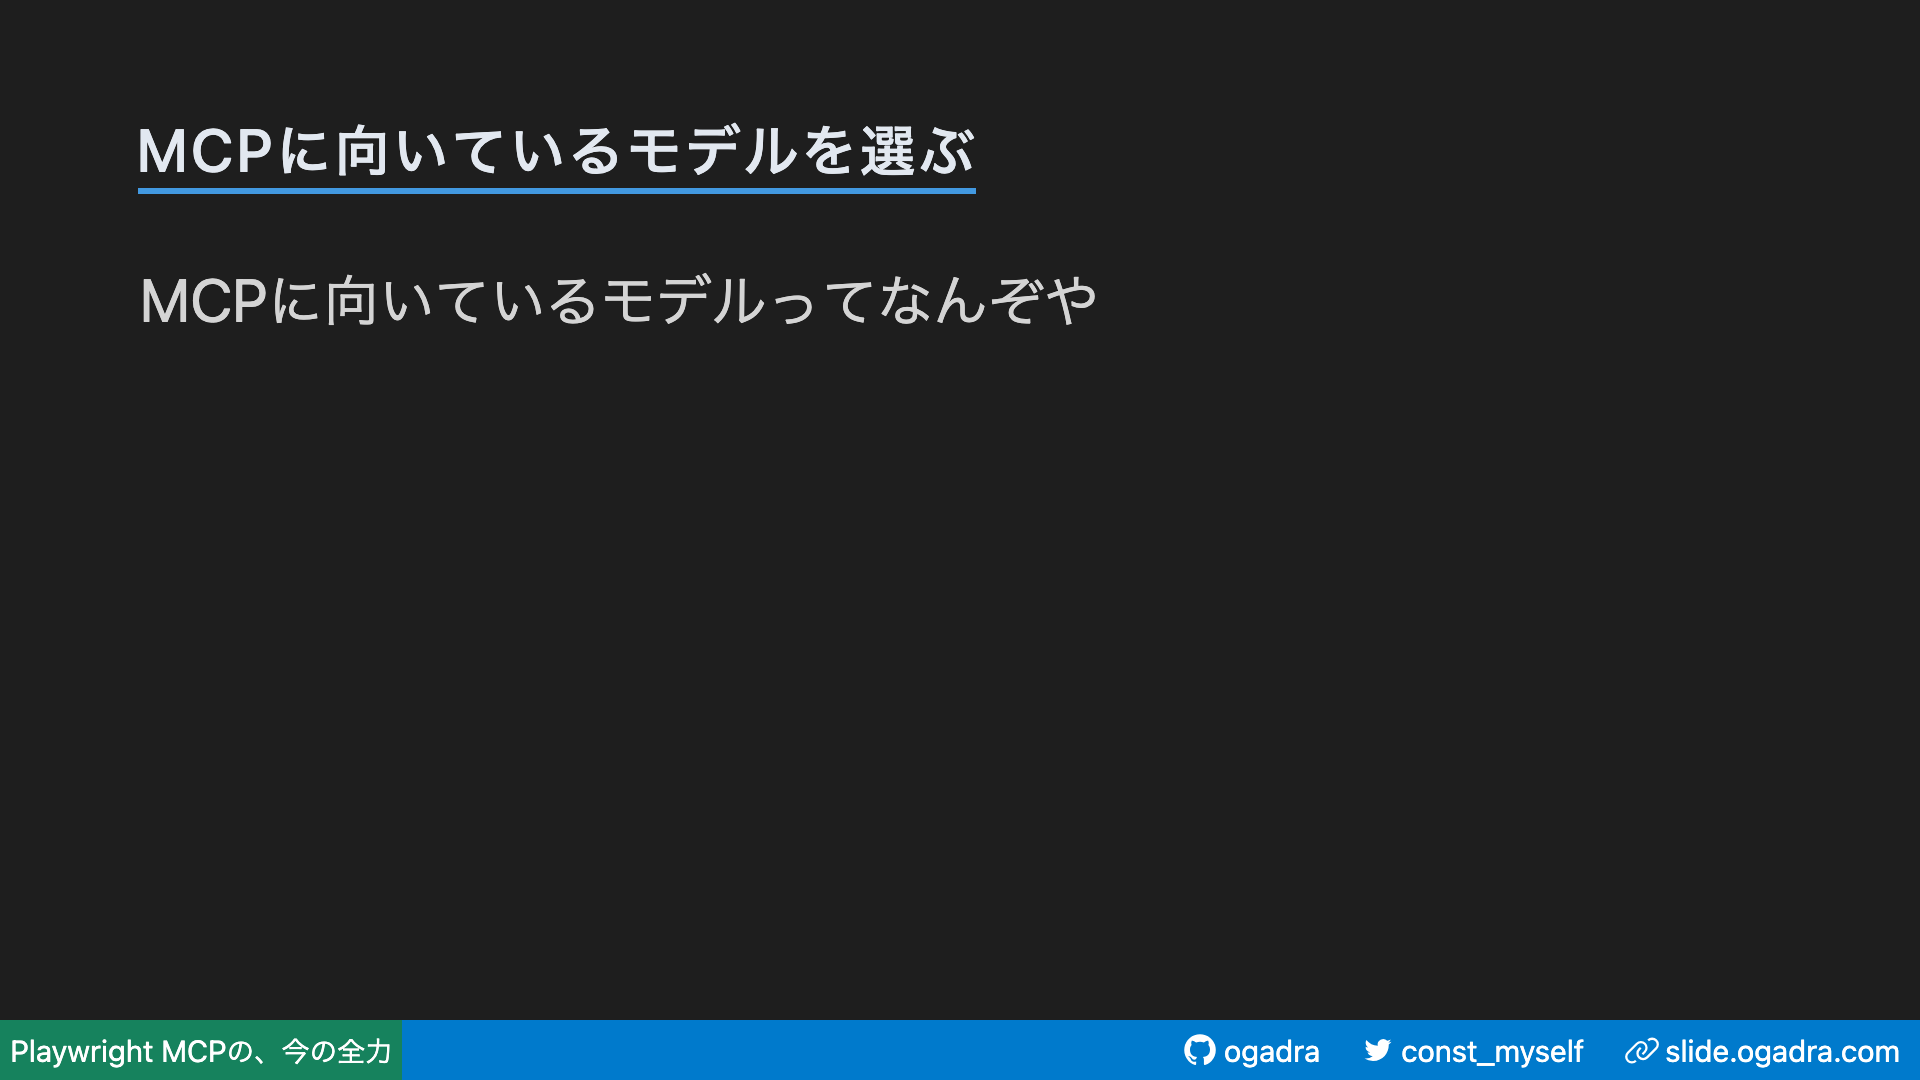 MCPに向いているモデルを選ぶ
MCPに向いているモデルってなんぞや
Playwright MCPの、今の全力
ogadra
const_myself
slide.ogadra.com